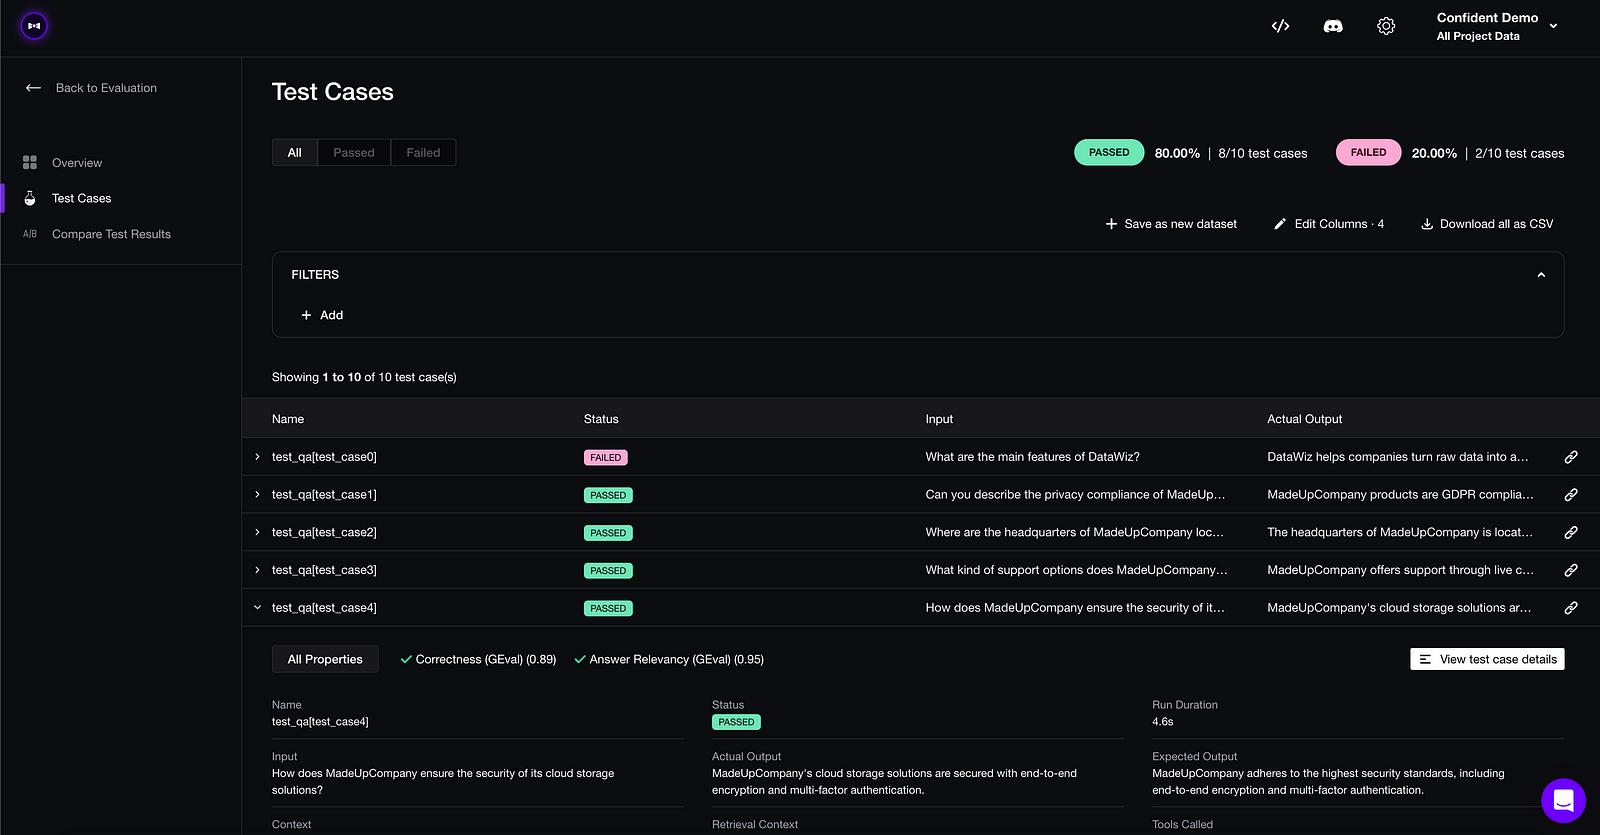 Confident Demo
All Project Data
Back to Evaluation
Overview
Test Cases
A/B Compare Test Results
Test Cases
All Passed Failed
PASSED 80.00% | 8/10 test cases FAILED 20.00% | 2/10 test cases
Save as new dataset Edit Columns · 4 Download all as CSV
FILTERS
Add
Showing 1 to 10 of 10 test case(s)
Name Status Input Actual Output
test_qa[test_case0] FAILED What are the main features of DataWiz? DataWiz helps companies turn raw data into a...
test_qa[test_case1] PASSED Can you describe the privacy compliance of MadeUp... MadeUpCompany products are GDPR complia...
test_qa[test_case2] PASSED Where are the headquarters of MadeUpCompany loc... The headquarters of MadeUpCompany is locat...
test_qa[test_case3] PASSED What kind of support options does MadeUpCompany... MadeUpCompany offers support through live c...
test_qa[test_case4] PASSED How does MadeUpCompany ensure the security of it... MadeUpCompany's cloud storage solutions ar...
All Properties Correctness (GEval) (0.89) Answer Relevancy (GEval) (0.95) View test case details
Name Status Run Duration
test_qa[test_case4] PASSED 4.6s
Input Actual Output Expected Output
How does MadeUpCompany ensure the security of its cloud storage MadeUpCompany's cloud storage solutions are secured with end-to-end MadeUpCompany adheres to the highest security standards, including
solutions? encryption and multi-factor authentication. end-to-end encryption and multi-factor authentication.
Context Retrieval Context Tools Called